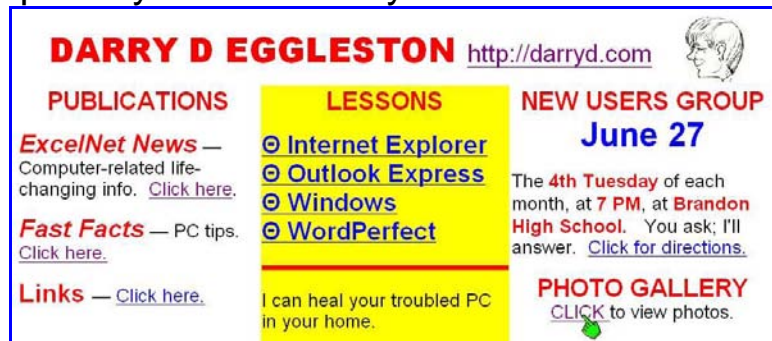 DARRY D EGGLESTON http://darryd.com
PUBLICATIONS
ExcelNet News —
Computer-related life-
changing info. Click here.
Fast Facts — PC tips.
Click here.
Links — Click here.
LESSONS
Θ Internet Explorer
Θ Outlook Express
Θ Windows
Θ WordPerfect
I can heal your troubled PC
in your home.
NEW USERS GROUP
June 27
The 4th Tuesday of each
month, at 7 PM, at Brandon
High School. You ask; I'll
answer. Click for directions.
PHOTO GALLERY
CLICK to view photos.